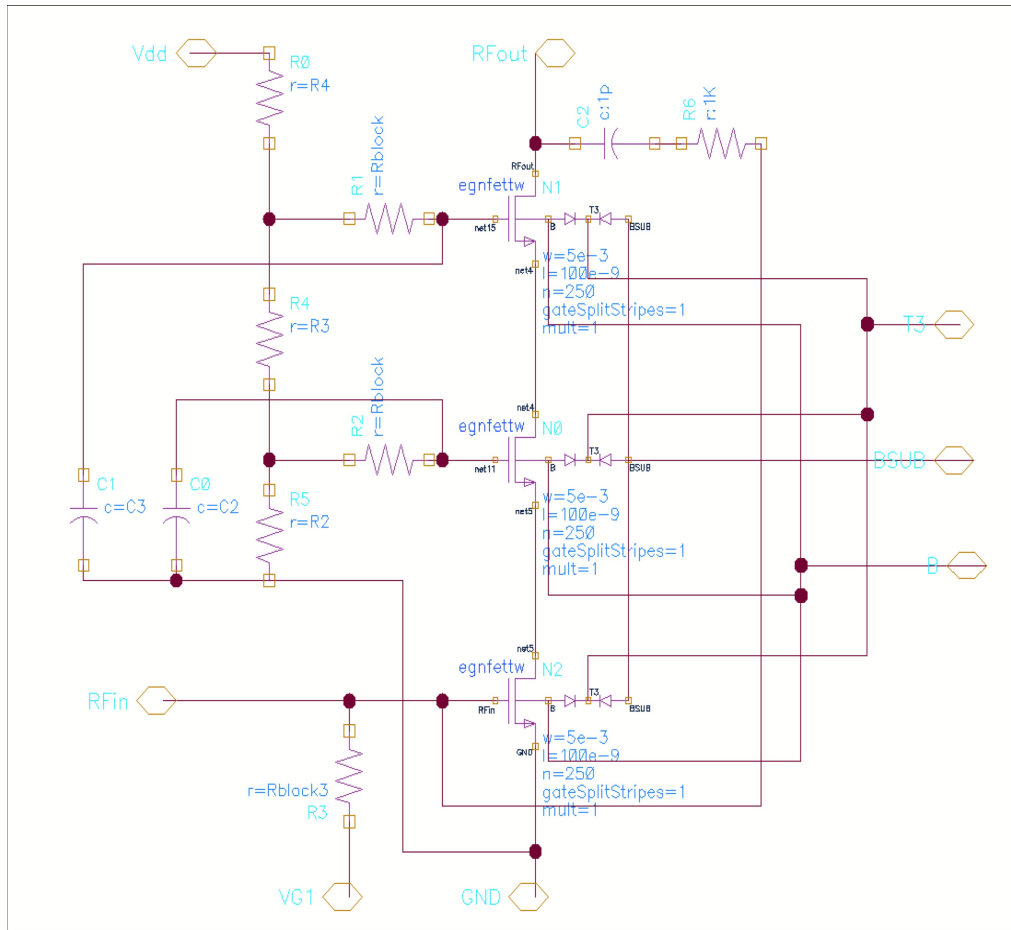 Vdd
RFout
R0
r=R4
C2
c:1p
R6
r:1K
R1
r=Rblock
RFout
egnfettw
N1
net15
B
T3
BSUB
w=5e-3
l=100e-9
n=250
gateSplitStripes=1
mult=1
net4
R4
r=R3
T3
R2
r=Rblock
net4
egnfettw
N0
net11
B
T3
BSUB
BSUB
w=5e-3
l=100e-9
n=250
gateSplitStripes=1
mult=1
net5
C1
c=C3
C0
c=C2
R5
r=R2
B
net5
egnfettw
N2
RFin
RFin
B
T3
BSUB
w=5e-3
l=100e-9
n=250
gateSplitStripes=1
mult=1
GND
r=Rblock3
R3
VG1
GND